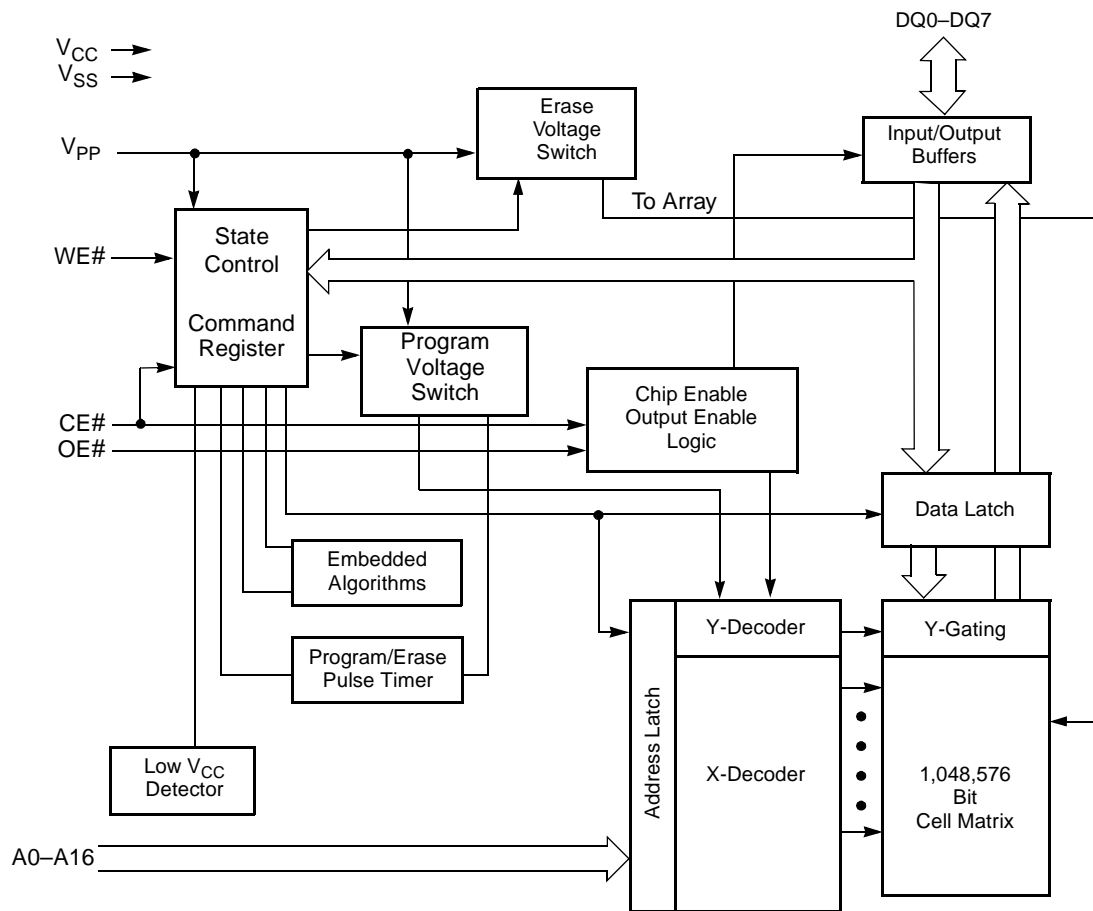 DQ0–DQ7
VCC
VSS
Erase
Voltage
Switch
Input/Output
Buffers
VPP
To Array
State
Control
WE#
Command
Register
Program
Voltage
Switch
Chip Enable
Output Enable
Logic
CE#
OE#
Data Latch
Embedded
Algorithms
Y-Decoder
Y-Gating
Program/Erase
Pulse Timer
Address Latch
Low VCC
Detector
X-Decoder
1,048,576
Bit
Cell Matrix
A0–A16